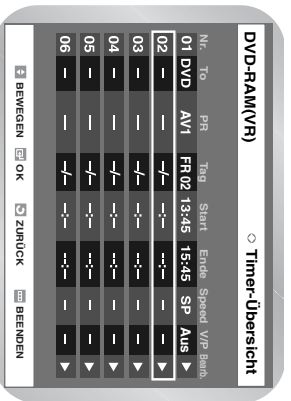 DVD-RAM(VR) ◇ Timer-Übersicht
Nr. To PR Tag Start Ende Speed V/P Bearb.
01 DVD AV1 FR 02 13:45 15:45 SP Aus ►
02 – – –/– –:– –:– – – ►
03 – – –/– –:– –:– – – ►
04 – – –/– –:– –:– – – ►
05 – – –/– –:– –:– – – ►
06 – – –/– –:– –:– – – ►
BEWEGEN OK ZURÜCK BEENDEN